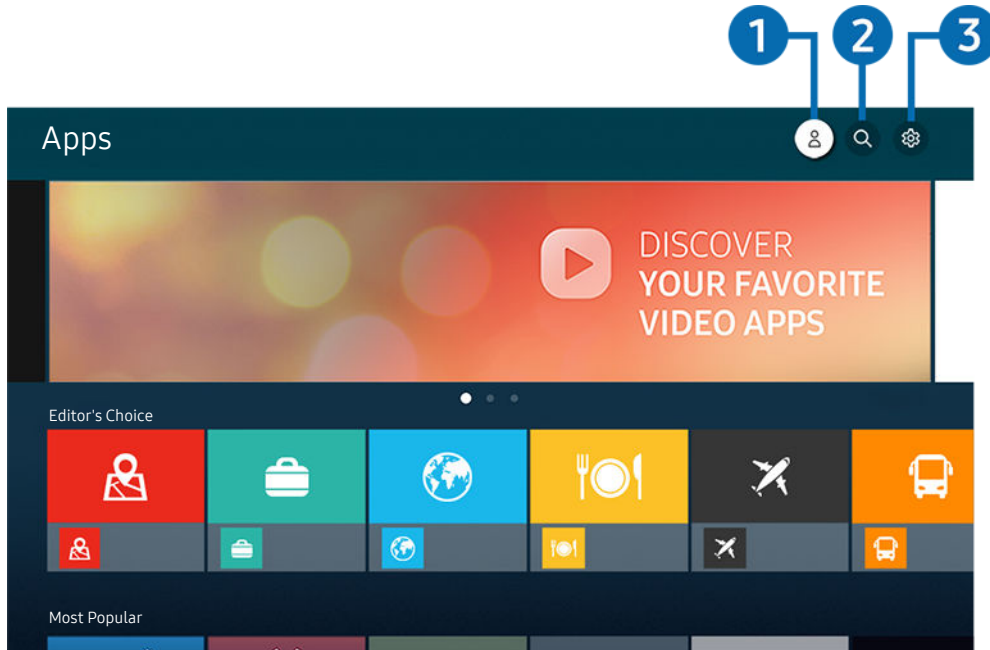 1 2 3
Apps
DISCOVER
YOUR FAVORITE
VIDEO APPS
Editor's Choice
Most Popular